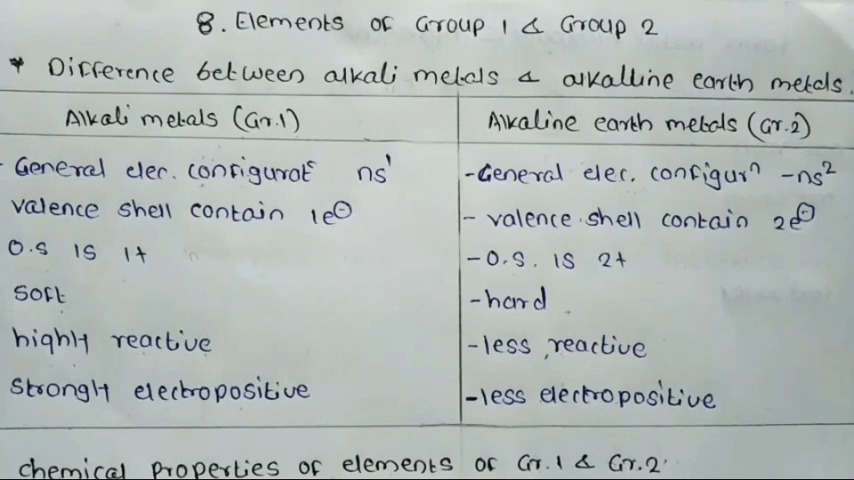 8. Elements of Group 1 & Group 2
* Difference between alkali metals & alkalline earth metals.
Alkali metals (Gr.1)
Alkaline earth metals (Gr.2)
- General elec. configurotⁿ ns¹
valence shell contain 1e⊖
O.S is 1+
soft
highly reactive
strongly electropositive
- General elec. configurⁿ - ns²
- valence shell contain 2e⊖
- O.S. is 2+
- hard
- less reactive
- less electropositive
chemical properties of elements of Gr.1 & Gr.2.